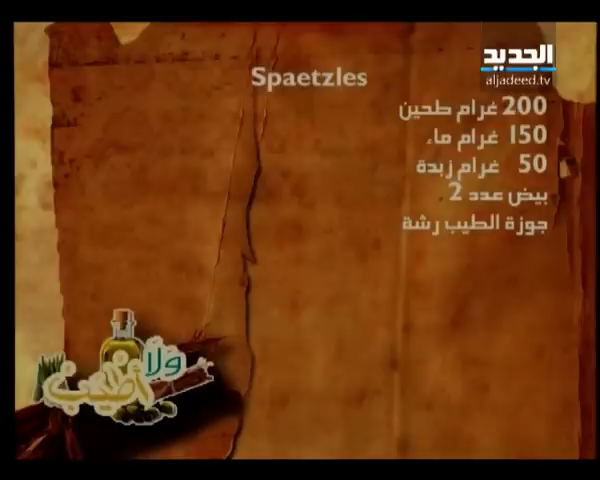 الجديد
aljadeed.tv
Spaetzles
200 غرام طحين
150 غرام ماء
50 غرام زبدة
بيض عدد 2
جوزة الطيب رشة
ولا أطيب